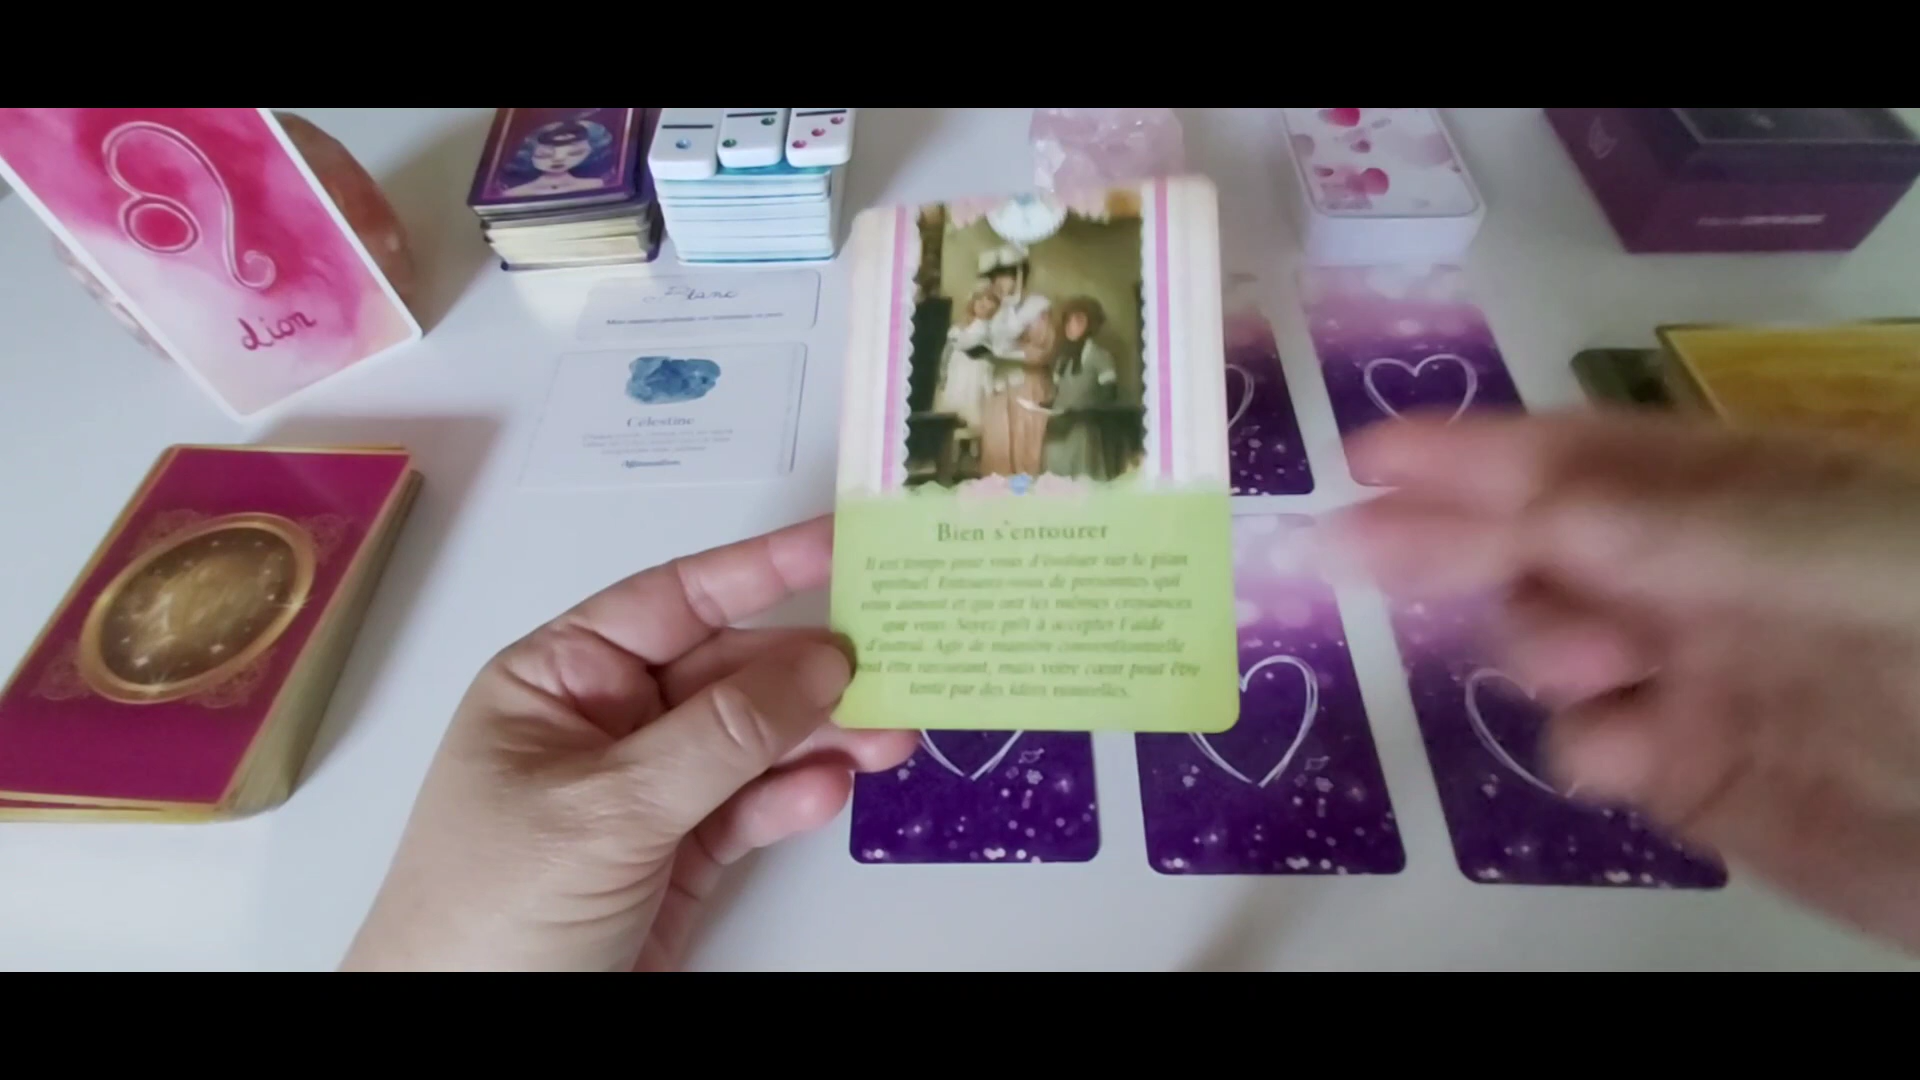 Lion
Blanc
Célestine
Affirmation
Bien s'entourer
Il est temps pour vous d'évoluer sur le plan
spirituel. Entourez-vous de personnes qui
vous aiment et qui ont les mêmes croyances
que vous. Soyez prêt à accepter l'aide
d'autrui. Agir de manière conventionnelle
peut être rassurant, mais votre cœur peut être
tenté par des idées nouvelles.